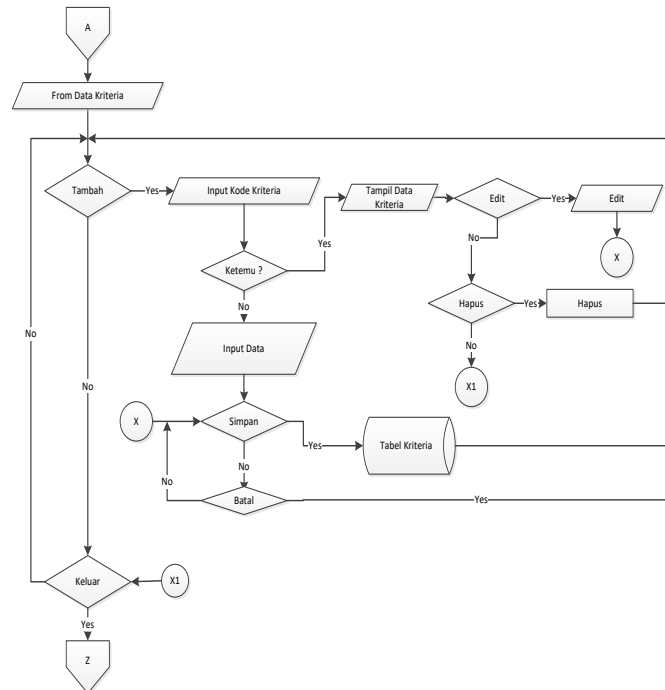 A
From Data Kriteria
Tambah
Yes
Input Kode Kriteria
Tampil Data
Kriteria
Edit
Yes
Edit
Yes
No
X
Ketemu ?
No
Hapus
Yes
Hapus
No
Input Data
No
X1
No
X
Simpan
Yes
Tabel Kriteria
No
No
Batal
Yes
Keluar
X1
Yes
Z